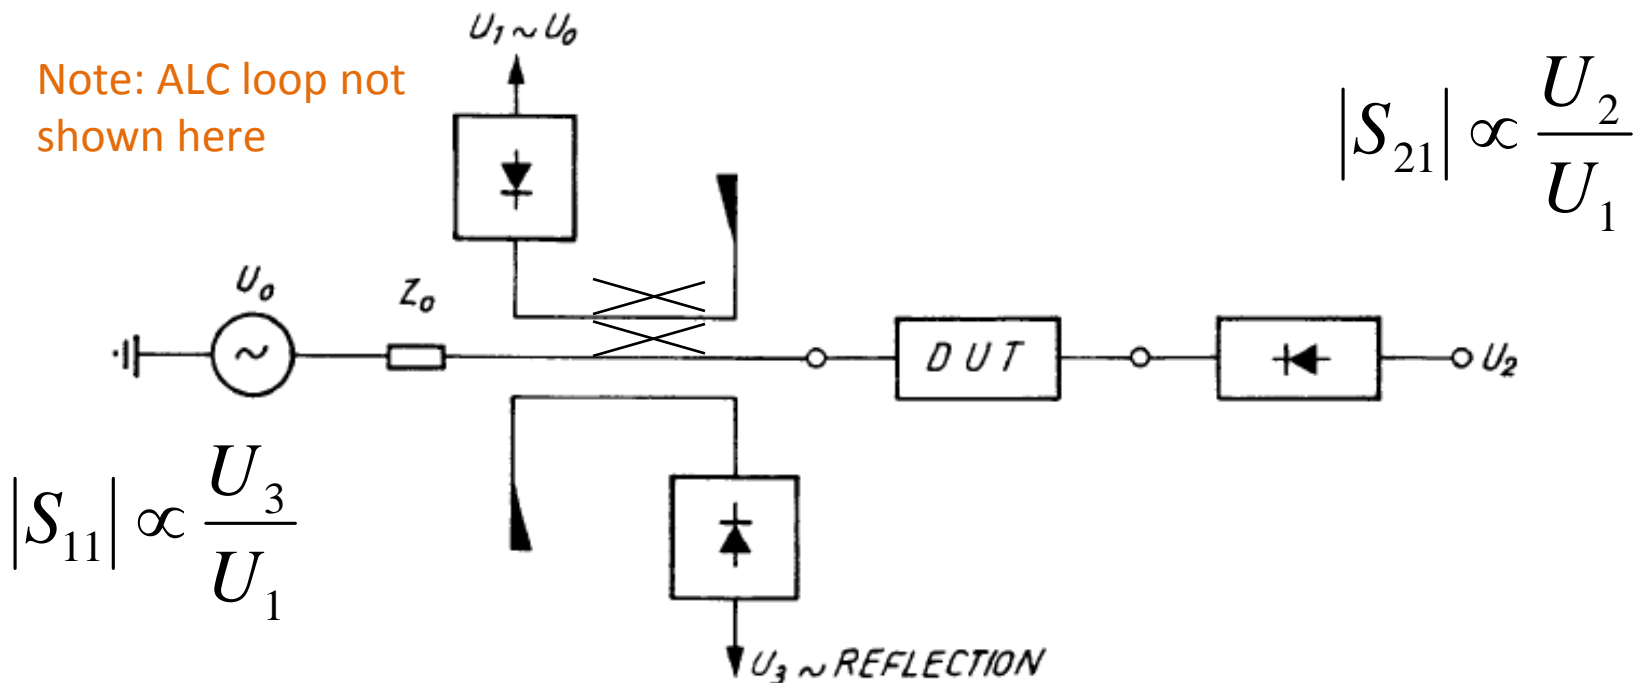 U₁ ~ U₀
Note: ALC loop not
shown here
|S₂₁| ∝ U₂ / U₁
U₀
Z₀
DUT
U₂
|S₁₁| ∝ U₃ / U₁
U₃ ~ REFLECTION